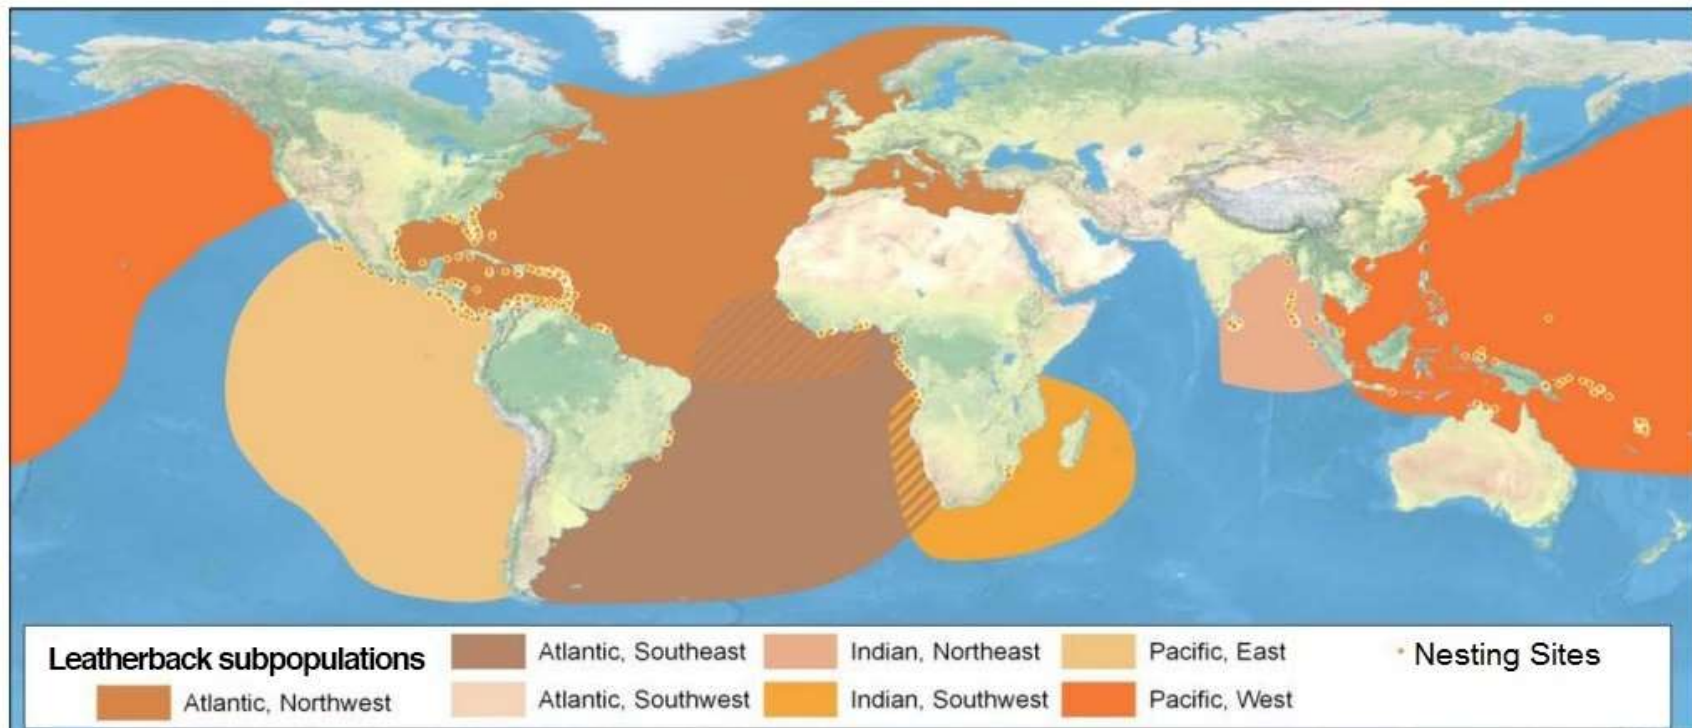 Leatherback subpopulations
Atlantic, Northwest
Atlantic, Southeast
Atlantic, Southwest
Indian, Northeast
Indian, Southwest
Pacific, East
Pacific, West
Nesting Sites